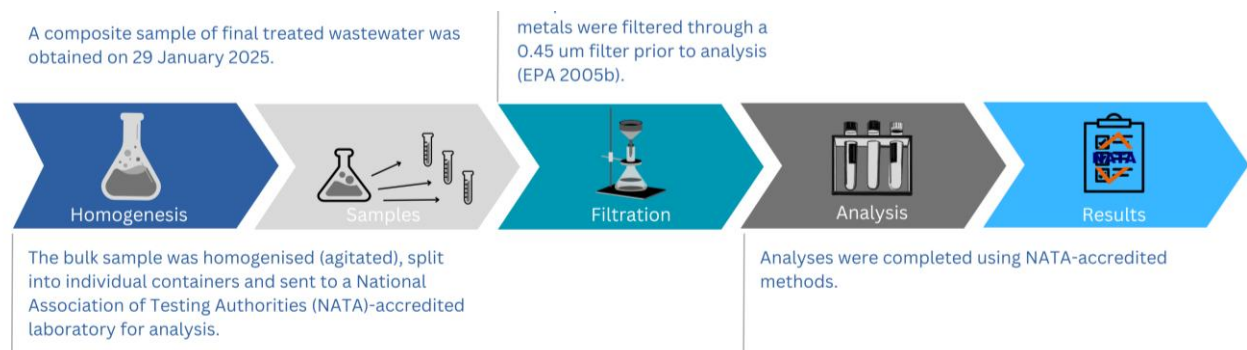 A composite sample of final treated wastewater was
obtained on 29 January 2025.
metals were filtered through a
0.45 um filter prior to analysis
(EPA 2005b).
Homogenesis
Samples
Filtration
Analysis
NATA
Results
The bulk sample was homogenised (agitated), split
into individual containers and sent to a National
Association of Testing Authorities (NATA)-accredited
laboratory for analysis.
Analyses were completed using NATA-accredited
methods.